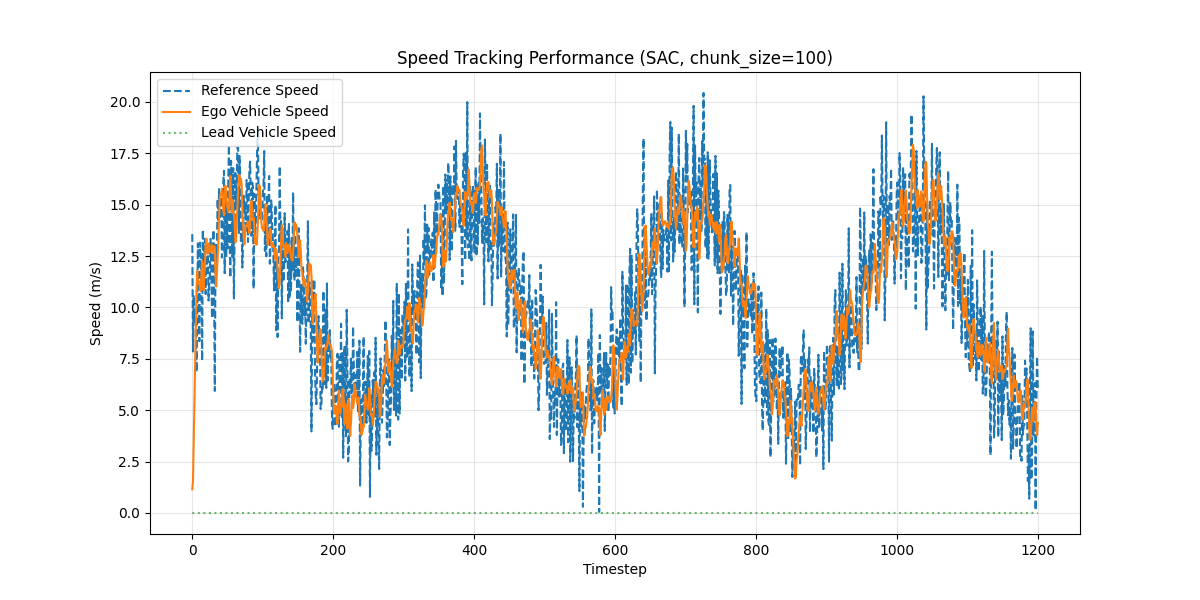 Speed Tracking Performance (SAC, chunk_size=100)
Reference Speed
Ego Vehicle Speed
Lead Vehicle Speed
Speed (m/s)
20.0
17.5
15.0
12.5
10.0
7.5
5.0
2.5
0.0
0 200 400 600 800 1000 1200
Timestep